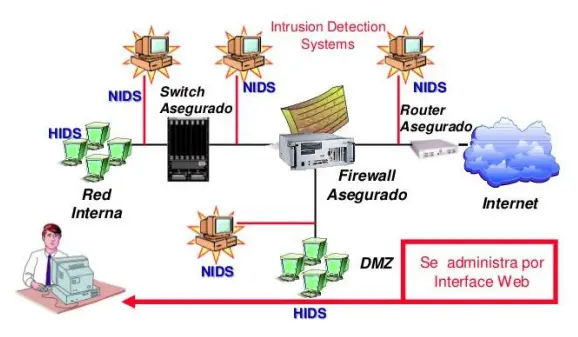 Intrusion Detection
Systems
NIDS
Switch
Asegurado
NIDS
NIDS
Router
Asegurado
HIDS
Red
Interna
Firewall
Asegurado
Internet
NIDS
DMZ
HIDS
Se administra por
Interface Web